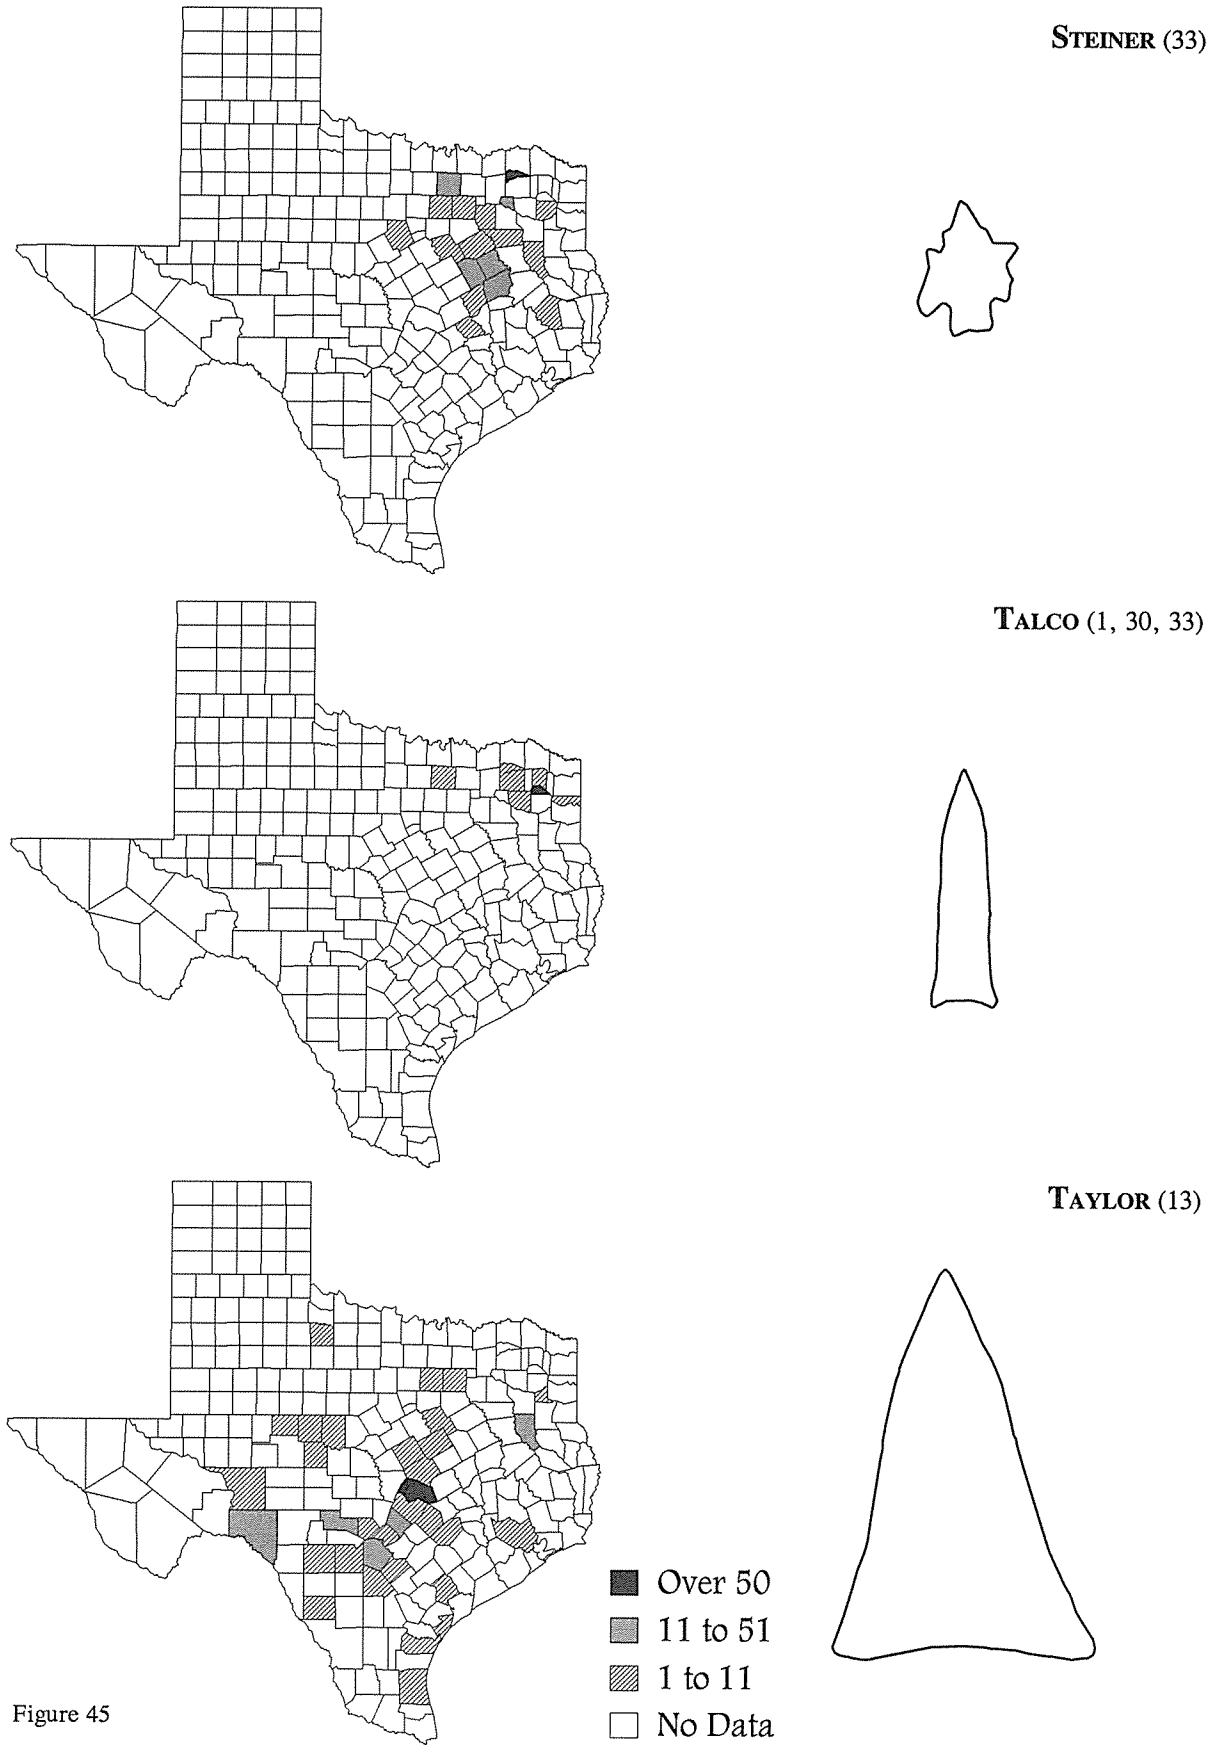 STEINER (33)
TALCO (1, 30, 33)
TAYLOR (13)
Over 50
11 to 51
1 to 11
No Data
Figure 45